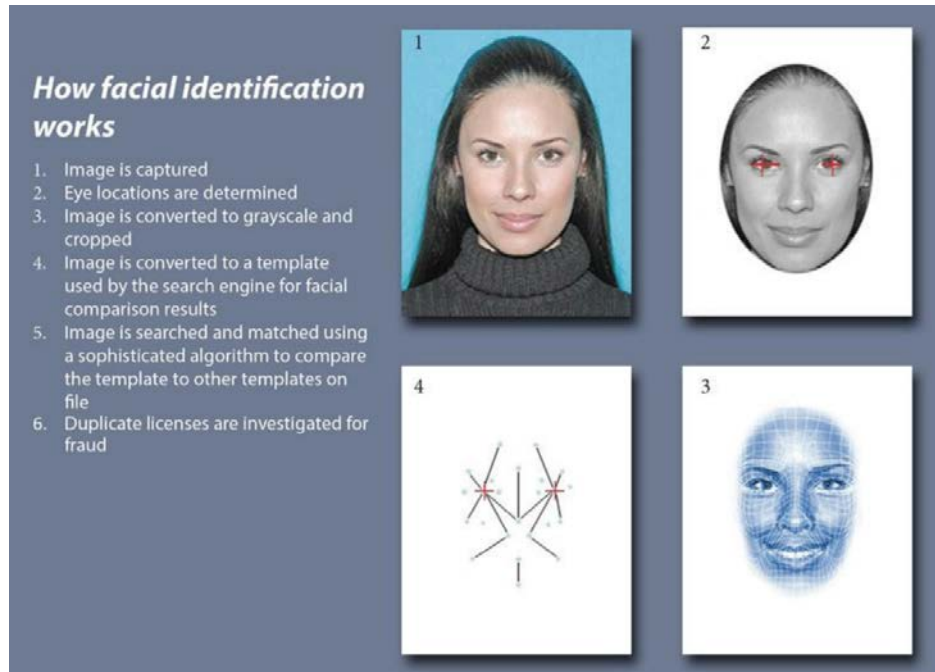 How facial identification
works
1. Image is captured
2. Eye locations are determined
3. Image is converted to grayscale and
cropped
4. Image is converted to a template
used by the search engine for facial
comparison results
5. Image is searched and matched using
a sophisticated algorithm to compare
the template to other templates on
file
6. Duplicate licenses are investigated for
fraud
1
2
4
3